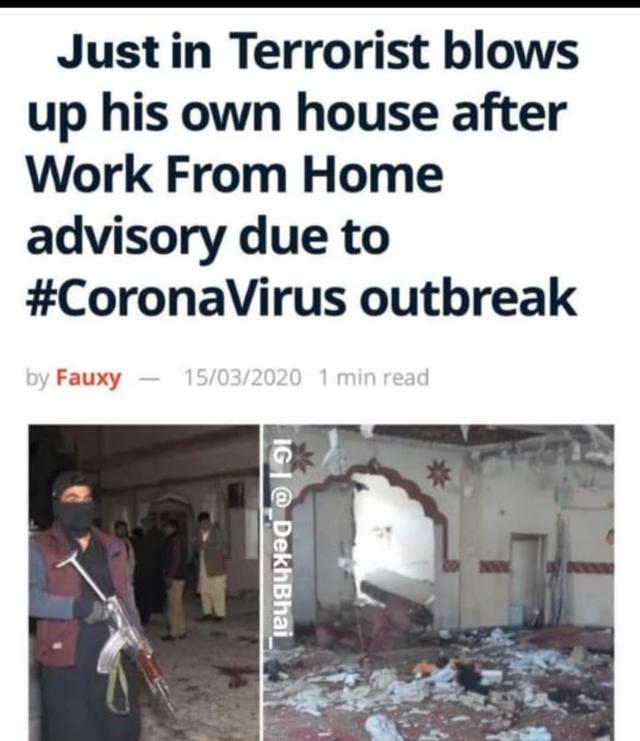 Just in Terrorist blows
up his own house after
Work From Home
advisory due to
#CoronaVirus outbreak
by Fauxy — 15/03/2020 1 min read
IG | @_DekhBhai_